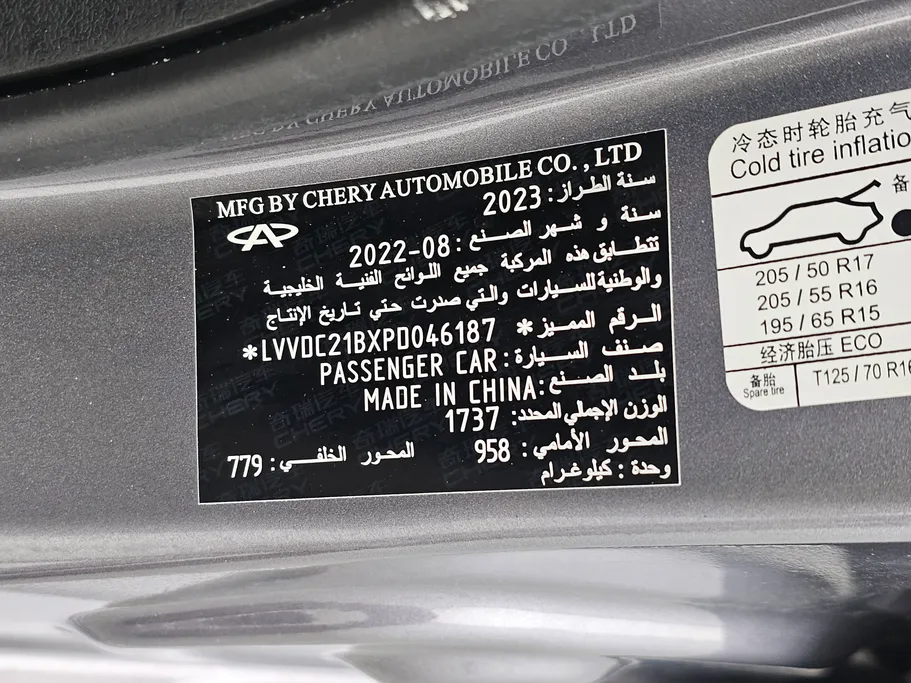 MFG BY CHERY AUTOMOBILE CO. , LTD
سنة الطراز: 2023
سنة و شهر الصنع: 2022-08
تتطابق هذه المركبة جميع اللوائح الفنية الخليجية
والوطنية للسيارات والتي صدرت حتي تاريخ الإنتاج
الرقم المميز: *LVVDC21BXPD046187*
صنف السيارة: PASSENGER CAR
بلد الصنع: MADE IN CHINA
الوزن الإجمالي المحدد: 1737
المحور الأمامي: 958 المحور الخلفي: 779
وحدة: كيلوغرام
冷态时轮胎充气
Cold tire inflatio
备
205 / 50 R17
205 / 55 R16
195 / 65 R15
经济胎压 ECO
备胎
Spare tire
T125 / 70 R16